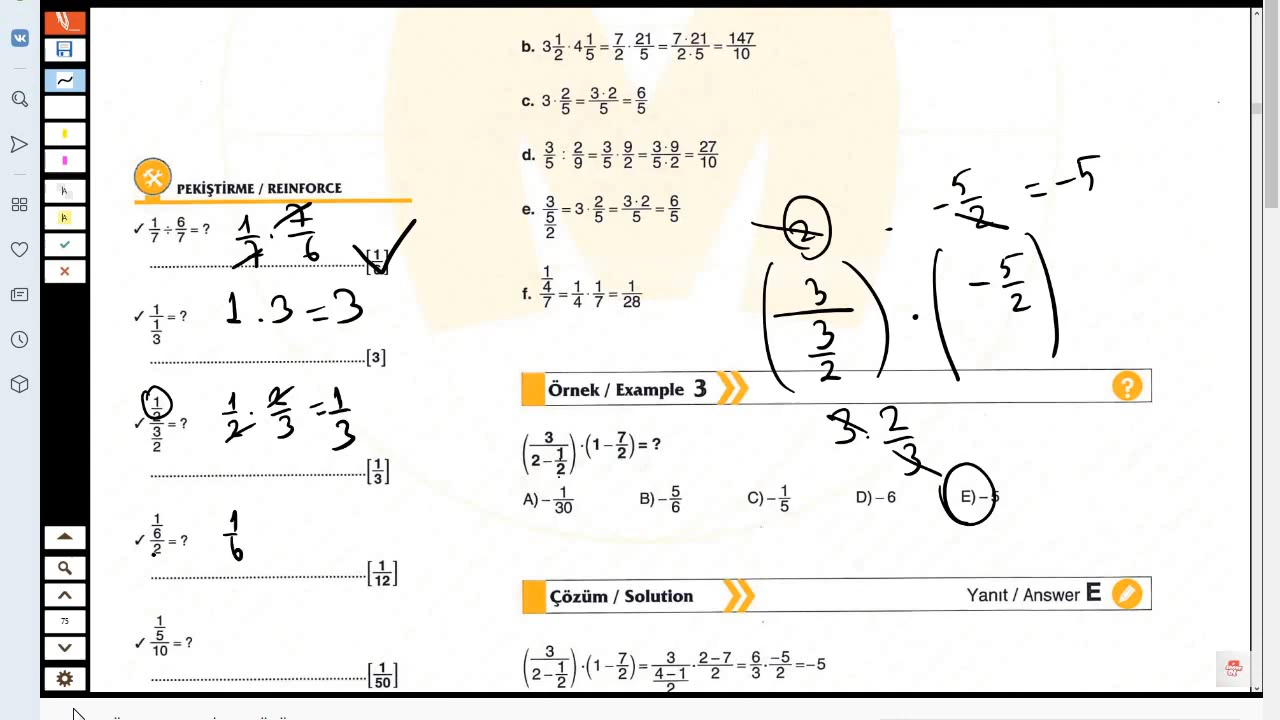 b. 3 1/2 · 4 1/5 = 7/2 · 21/5 = 7 · 21/2 · 5 = 147/10
c. 3 · 2/5 = 3 · 2/5 = 6/5
d. 3/5 : 2/9 = 3/5 · 9/2 = 3 · 9/5 · 2 = 27/10
e. 3/(5/2) = 3 · 2/5 = 3 · 2/5 = 6/5
f. (1/4)/7 = 1/4 · 1/7 = 1/28
PEKİŞTİRME / REINFORCE
✓ 1/7 ÷ 6/7 = ? 1/7 · 7/6
✓ 1/(1/3) = ? 1 . 3 = 3
[3]
✓ (1/2)/(3/2) = ? 1/2 · 2/3 = 1/3
[1/3]
✓ (1/6)/2 = ? 1/6
[1/12]
✓ (1/5)/10 = ?
[1/50]
75
2 · -5/2 = -5
(3/(3/2)) · (-5/2)
3 · 2/3
Örnek / Example 3
?
(3/(2 - 1/2)) · (1 - 7/2) = ?
A) -1/30 B) -5/6 C) -1/5 D) -6 E) -5
Çözüm / Solution Yanıt / Answer E
(3/(2 - 1/2)) · (1 - 7/2) = 3/((4 - 1)/2) · (2 - 7)/2 = 6/3 · -5/2 = -5